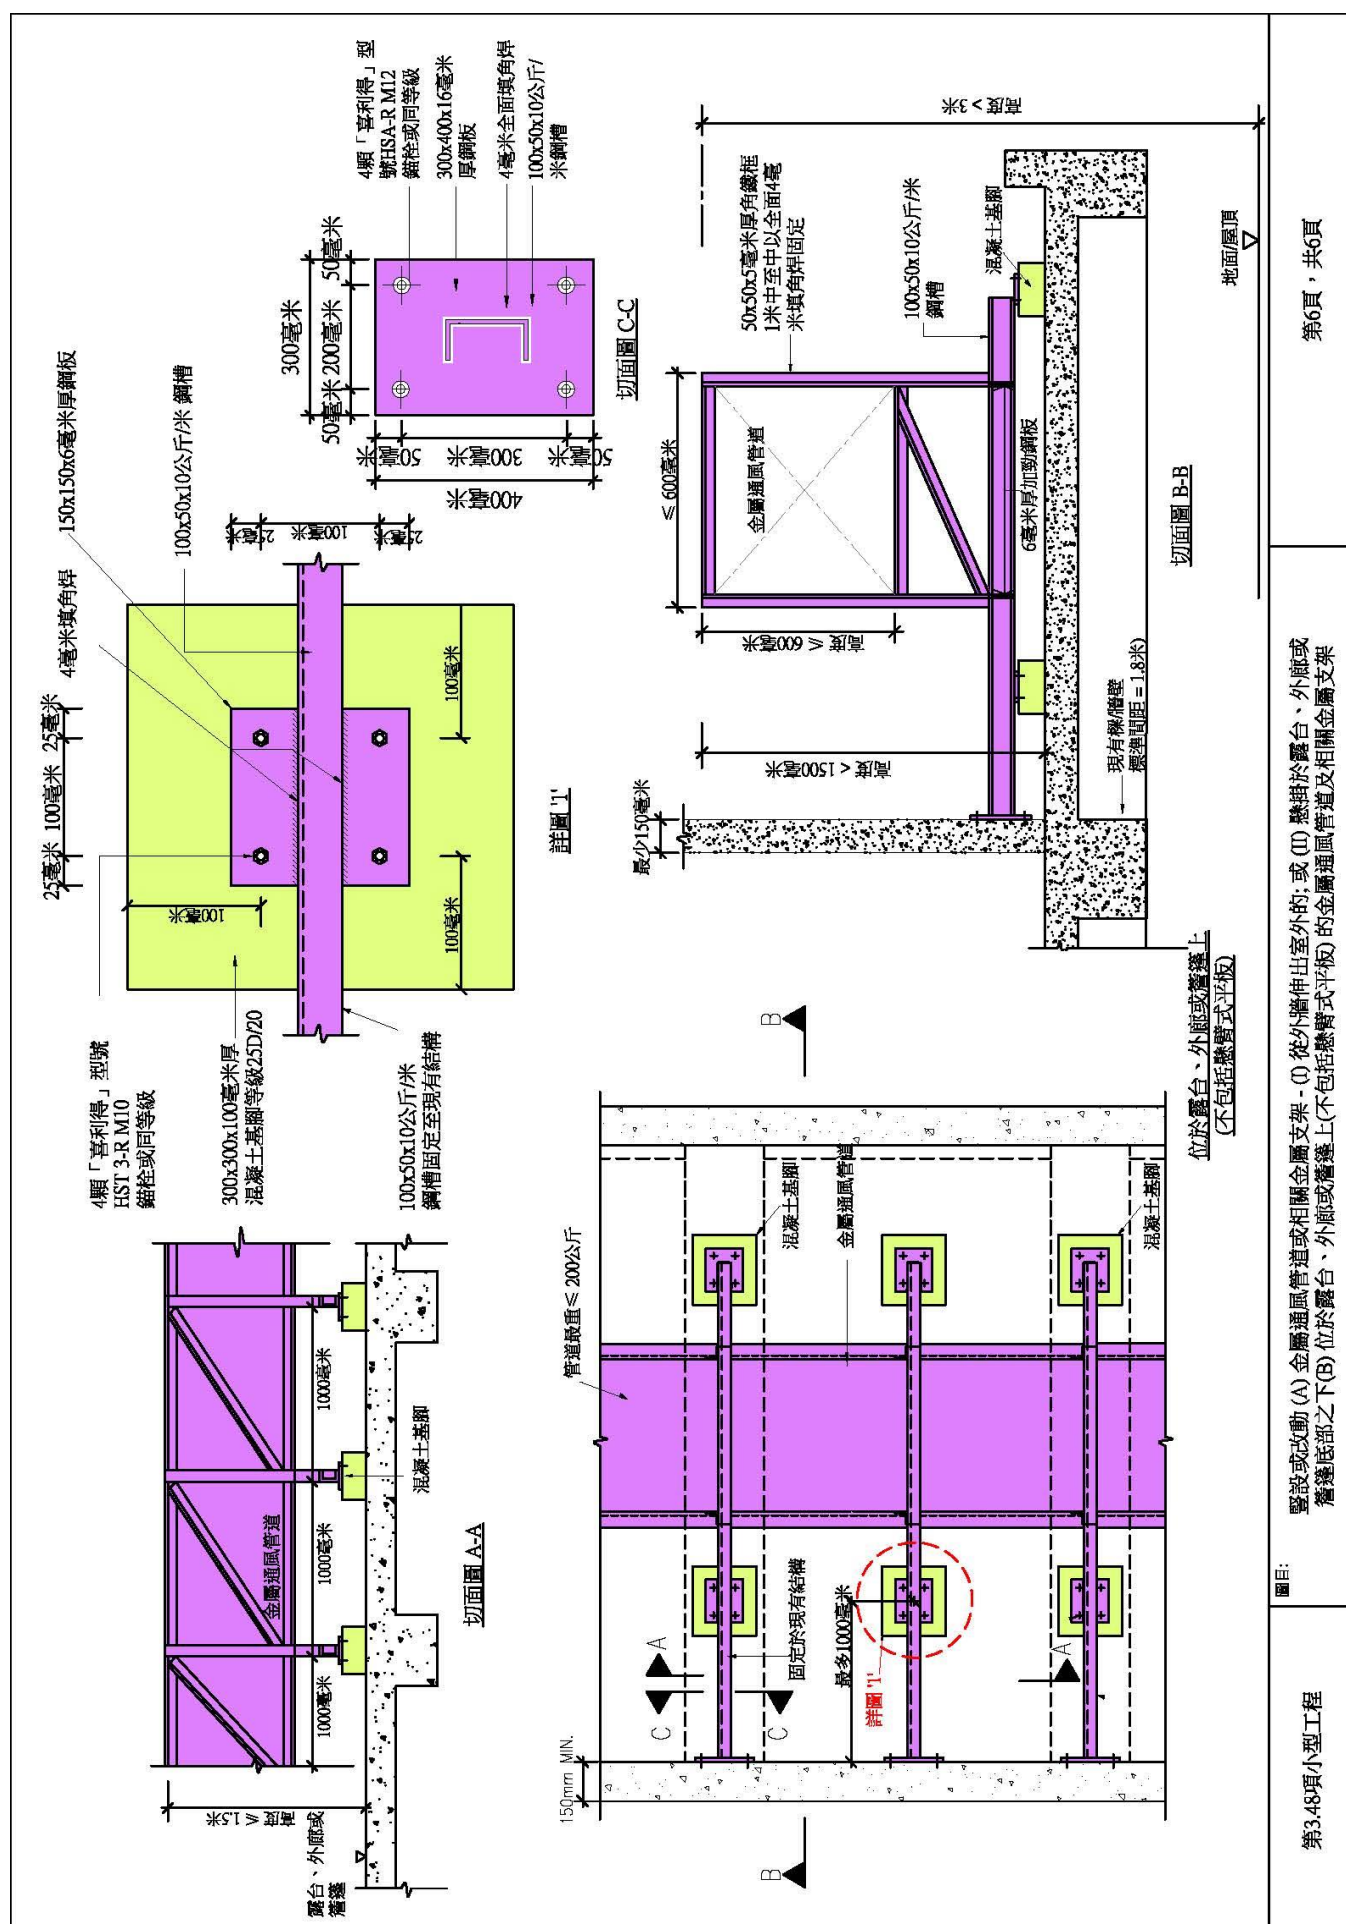 4顆「喜利得」型號
HST 3-R M10
錨栓或同等級
300x300x100毫米厚
混凝土基腳等級25D/20
100x50x10公斤/米
鋼槽固定至現有結構
25毫米
100毫米
25毫米
4毫米填角焊
150x150x6毫米厚鋼板
100x50x10公斤/米 鋼槽
25毫米
100毫米
25毫米
100毫米
100毫米
100毫米
詳圖 '1'
4顆「喜利得」型
號HSA-R M12
錨栓或同等級
300x400x16毫米
厚鋼板
4毫米全面填角焊
100x50x10公斤/
米鋼槽
300毫米
50毫米
200毫米
50毫米
50毫米
300毫米
50毫米
400毫米
切面圖 C-C
露台、外廊或
簷篷
高度 ≤ 1.5米
金屬通風管道
1000毫米
1000毫米
1000毫米
混凝土基腳
切面圖 A-A
管道最重≤ 200公斤
金屬通風管道
混凝土基腳
混凝土基腳
固定於現有結構
最多1000毫米
詳圖 '1'
150mm MIN.
A
A
B
B
C
C
位於露台、外廊或簷篷上
(不包括懸臂式平板)
最少150毫米
高度 < 1500毫米
高度 ≤ 600毫米
≤ 600毫米
金屬通風管道
50x50x5毫米厚角鐵框
1米中至中以全面4毫
米填角焊固定
100x50x10公斤/米
鋼槽
混凝土基腳
6毫米厚加勁鋼板
現有樑/牆壁
標準間距 = 1.8米)
高度 > 3米
地面/屋頂
切面圖 B-B
第3.48項小型工程
圖目:
豎設或改動 (A) 金屬通風管道或相關金屬支架 - (I) 從外牆伸出室外的; 或 (II) 懸掛於露台、外廊或
簷篷底部之下(B) 位於露台、外廊或簷篷上(不包括懸臂式平板) 的金屬通風管道及相關金屬支架
第6頁，共6頁